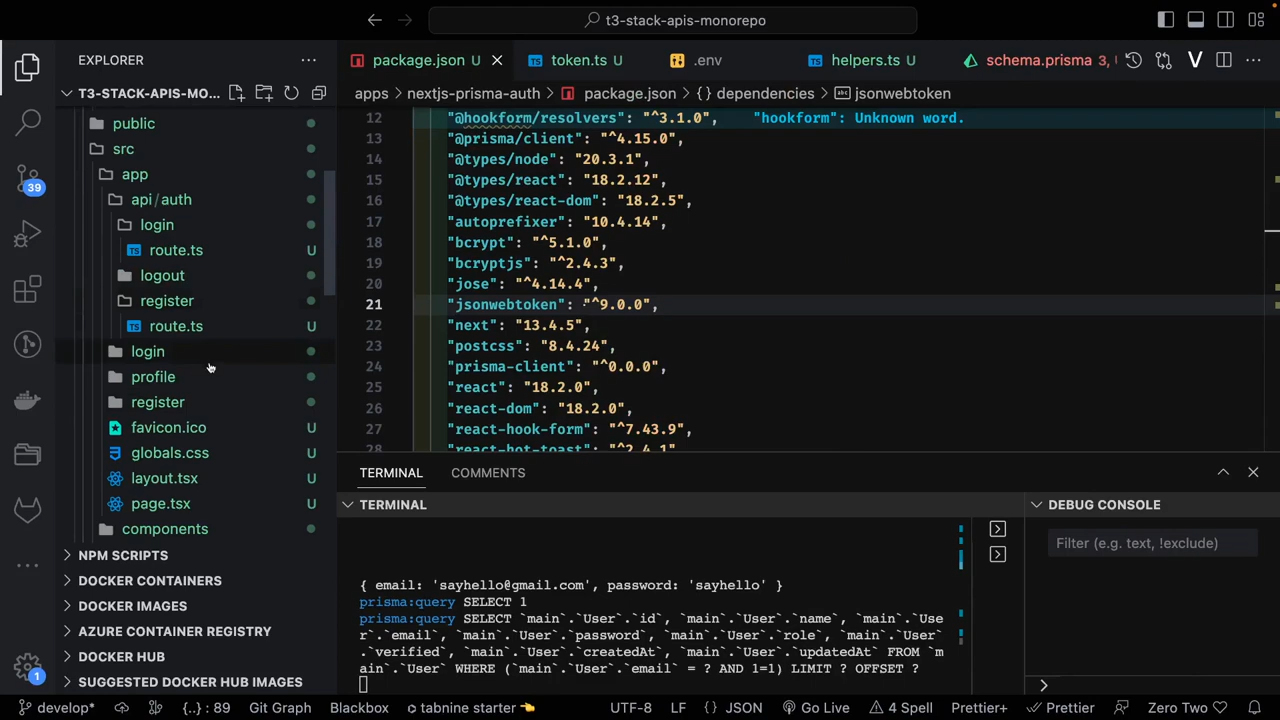 t3-stack-apis-monorepo
EXPLORER
package.json U
token.ts U
.env
helpers.ts U
schema.prisma 3, U
T3-STACK-APIS-MO...
apps nextjs-prisma-auth package.json {} dependencies jsonwebtoken
public
src
app
api/auth
login
route.ts U
logout
register
route.ts U
login
profile
register
favicon.ico U
globals.css U
layout.tsx U
page.tsx U
components
NPM SCRIPTS
DOCKER CONTAINERS
DOCKER IMAGES
AZURE CONTAINER REGISTRY
DOCKER HUB
SUGGESTED DOCKER HUB IMAGES
39
1
12 "@hookform/resolvers": "^3.1.0", "hookform": Unknown word.
13 "@prisma/client": "^4.15.0",
14 "@types/node": "20.3.1",
15 "@types/react": "18.2.12",
16 "@types/react-dom": "18.2.5",
17 "autoprefixer": "10.4.14",
18 "bcrypt": "^5.1.0",
19 "bcryptjs": "^2.4.3",
20 "jose": "^4.14.4",
21 "jsonwebtoken": "^9.0.0",
22 "next": "13.4.5",
23 "postcss": "8.4.24",
24 "prisma-client": "^0.0.0",
25 "react": "18.2.0",
26 "react-dom": "18.2.0",
27 "react-hook-form": "^7.43.9",
28 "react-hot-toast": "^2.4.1",
TERMINAL COMMENTS
TERMINAL
{ email: 'sayhello@gmail.com', password: 'sayhello' }
prisma:query SELECT 1
prisma:query SELECT `main`.`User`.`id`, `main`.`User`.`name`, `main`.`Use
r`.`email`, `main`.`User`.`password`, `main`.`User`.`role`, `main`.`User`
.`verified`, `main`.`User`.`createdAt`, `main`.`User`.`updatedAt` FROM `m
ain`.`User` WHERE (`main`.`User`.`email` = ? AND 1=1) LIMIT ? OFFSET ?
DEBUG CONSOLE
Filter (e.g. text, !exclude)
develop* {..} : 89 Git Graph Blackbox tabnine starter UTF-8 LF {} JSON Go Live 4 Spell Prettier+ Zero Two Prettier